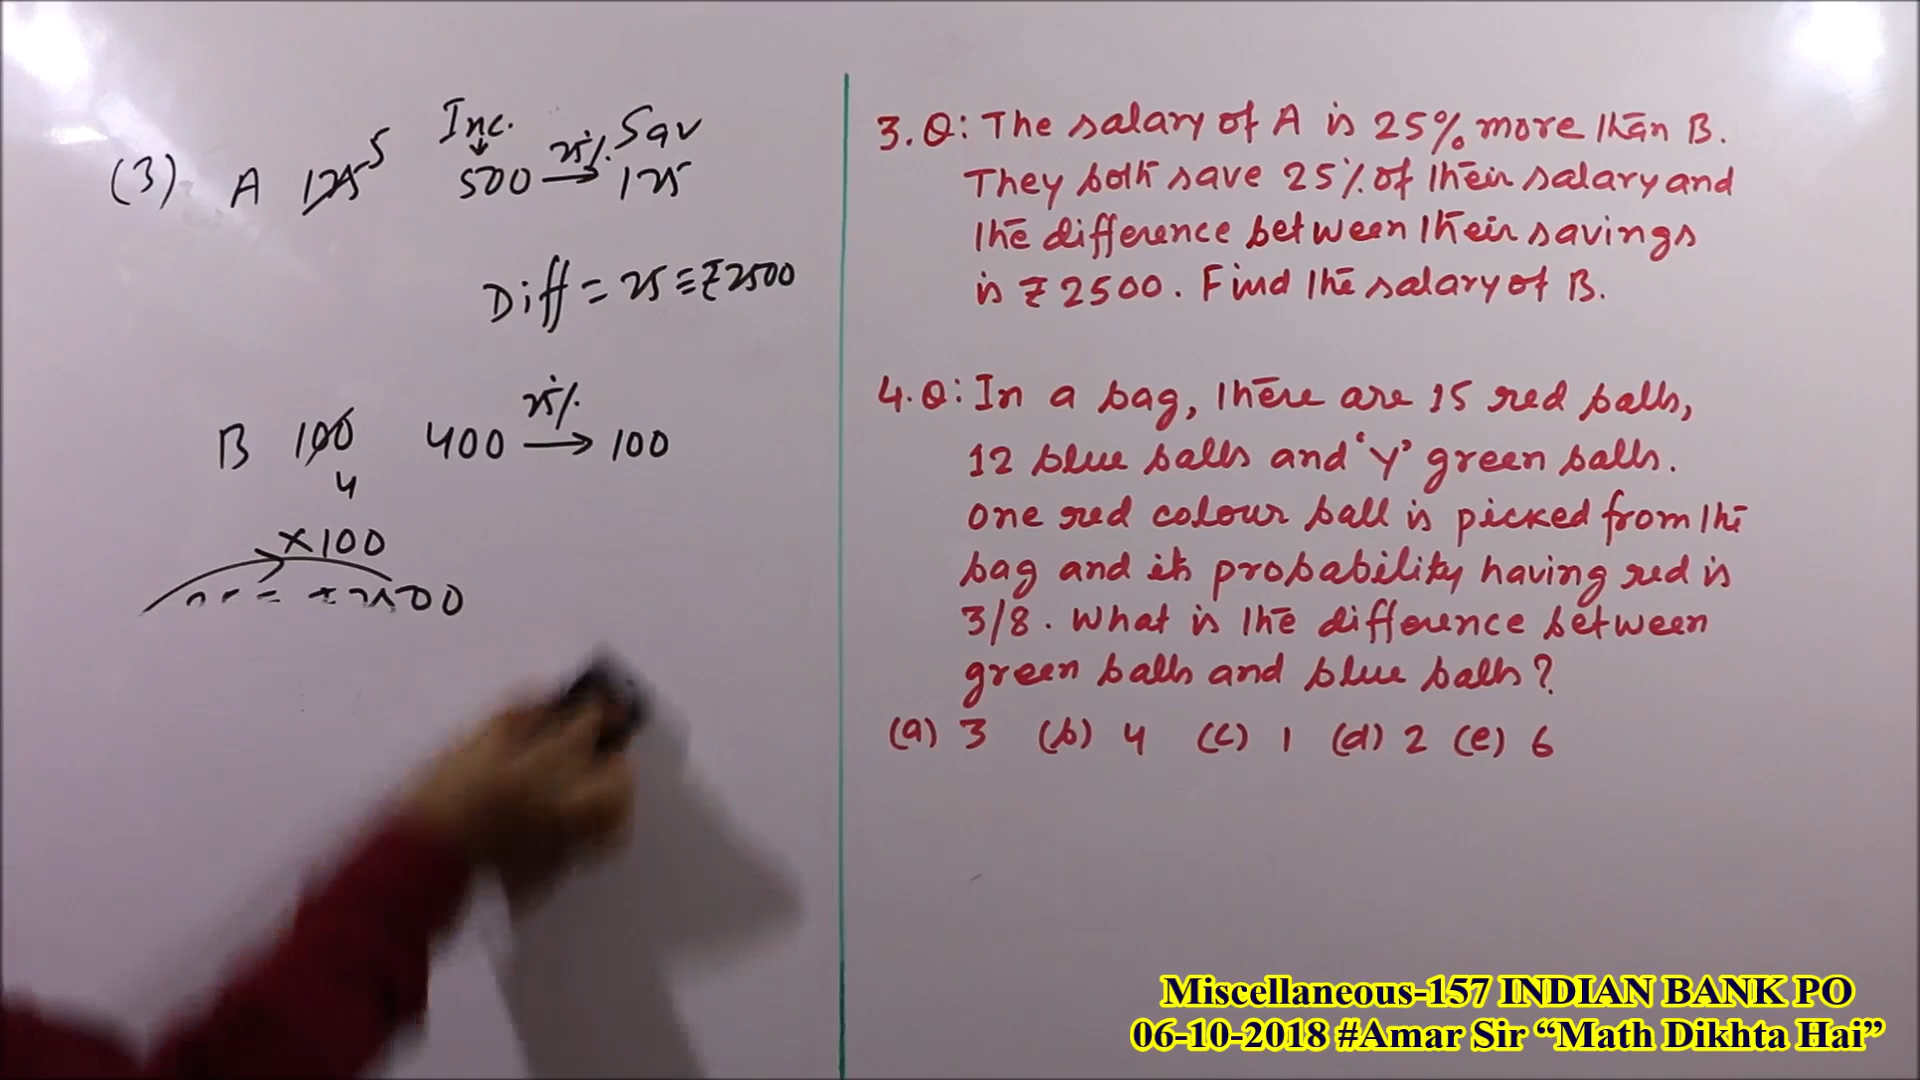 Inc.
25% Sav
(3) A 125 5 500 → 125
Diff = 25 ≡ ₹2500
25%
B 100 400 → 100
4
×100
3. Q: The salary of A is 25% more than B.
They both save 25% of their salary and
the difference between their savings
is ₹2500. Find the salary of B.
4. Q: In a bag, there are 15 red balls,
12 blue balls and 'y' green balls.
One red colour ball is picked from the
bag and its probability having red is
3/8. What is the difference between
green balls and blue balls?
(a) 3 (b) 4 (c) 1 (d) 2 (e) 6
Miscellaneous-157 INDIAN BANK PO
06-10-2018 #Amar Sir “Math Dikhta Hai”